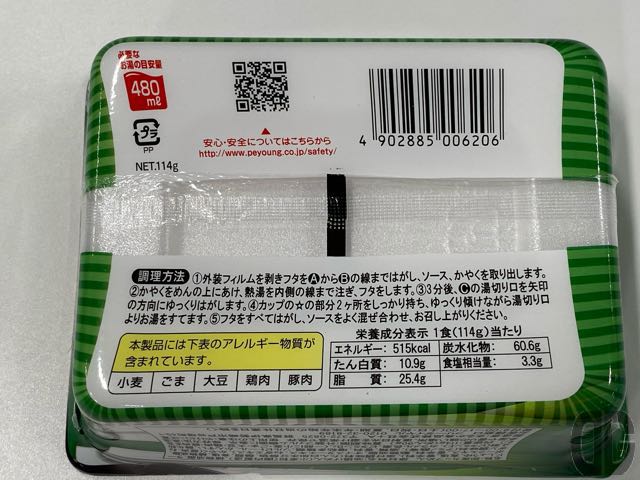 必要な
お湯の目安量
480
mℓ
プラ
PP
NET.114g
安心・安全についてはこちらから
http://www.peyoung.co.jp/safety/
4 902885 006206
調理方法 ①外装フィルムを剥きフタをⒶからⒷの線まではがし、ソース、かやくを取り出します。
②かやくをめんの上にあけ、熱湯を内側の線まで注ぎ、フタをします。③3分後、Ⓒの湯切り口を矢印
の方向にゆっくりはがします。④カップの☆の部分2ヶ所をしっかり持ち、ゆっくり傾けながら湯切り口
よりお湯をすてます。⑤フタをすべてはがし、ソースをよく混ぜ合わせ、お召し上がりください。
本製品には下表のアレルギー物質が
含まれています。
小麦 ごま 大豆 鶏肉 豚肉
栄養成分表示 1食(114g)当たり
エネルギー: 515kcal 炭水化物: 60.6g
たん白質: 10.9g 食塩相当量: 3.3g
脂質: 25.4g